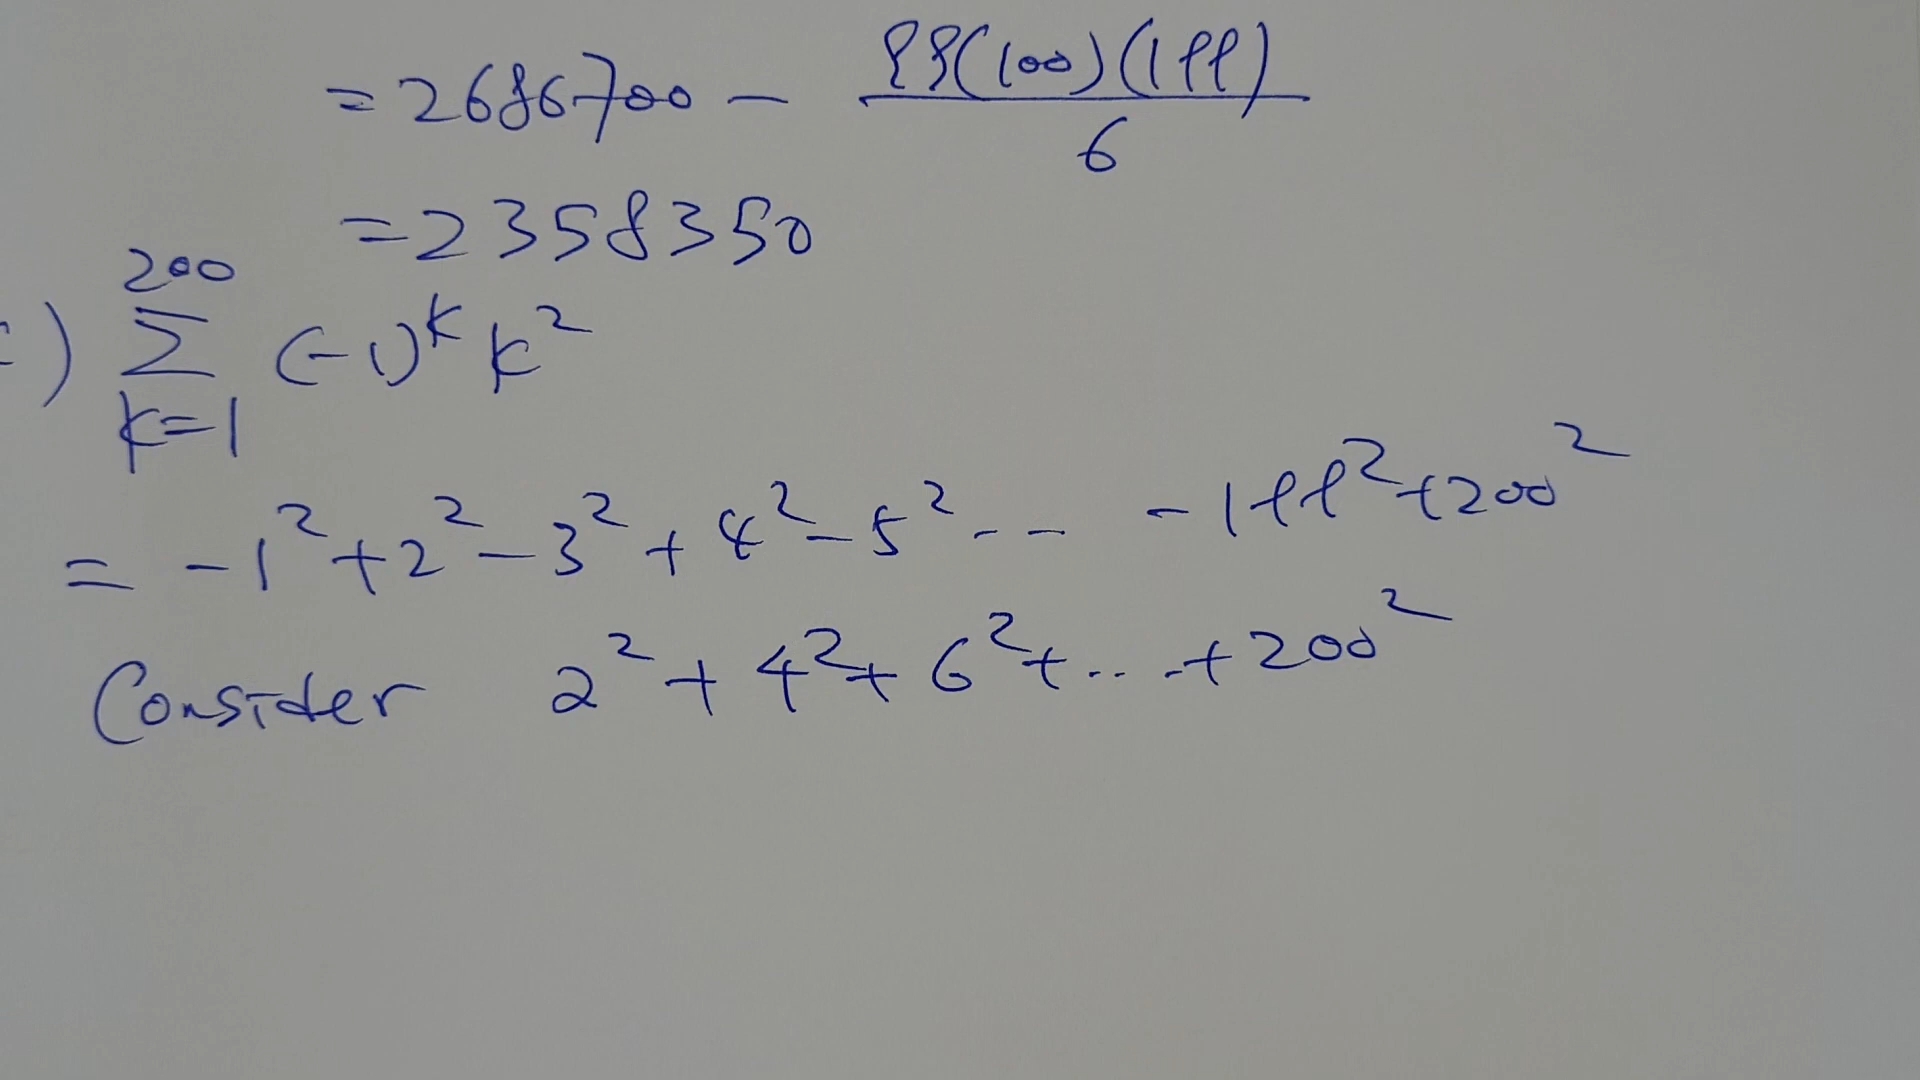 = 2686700 - 99(100)(199)/6
= 2358350
) 200 Σ k=1 (-1)^k k^2
= -1^2+2^2-3^2+4^2-5^2-- -199^2+200^2
Consider 2^2+4^2+6^2+...+200^2